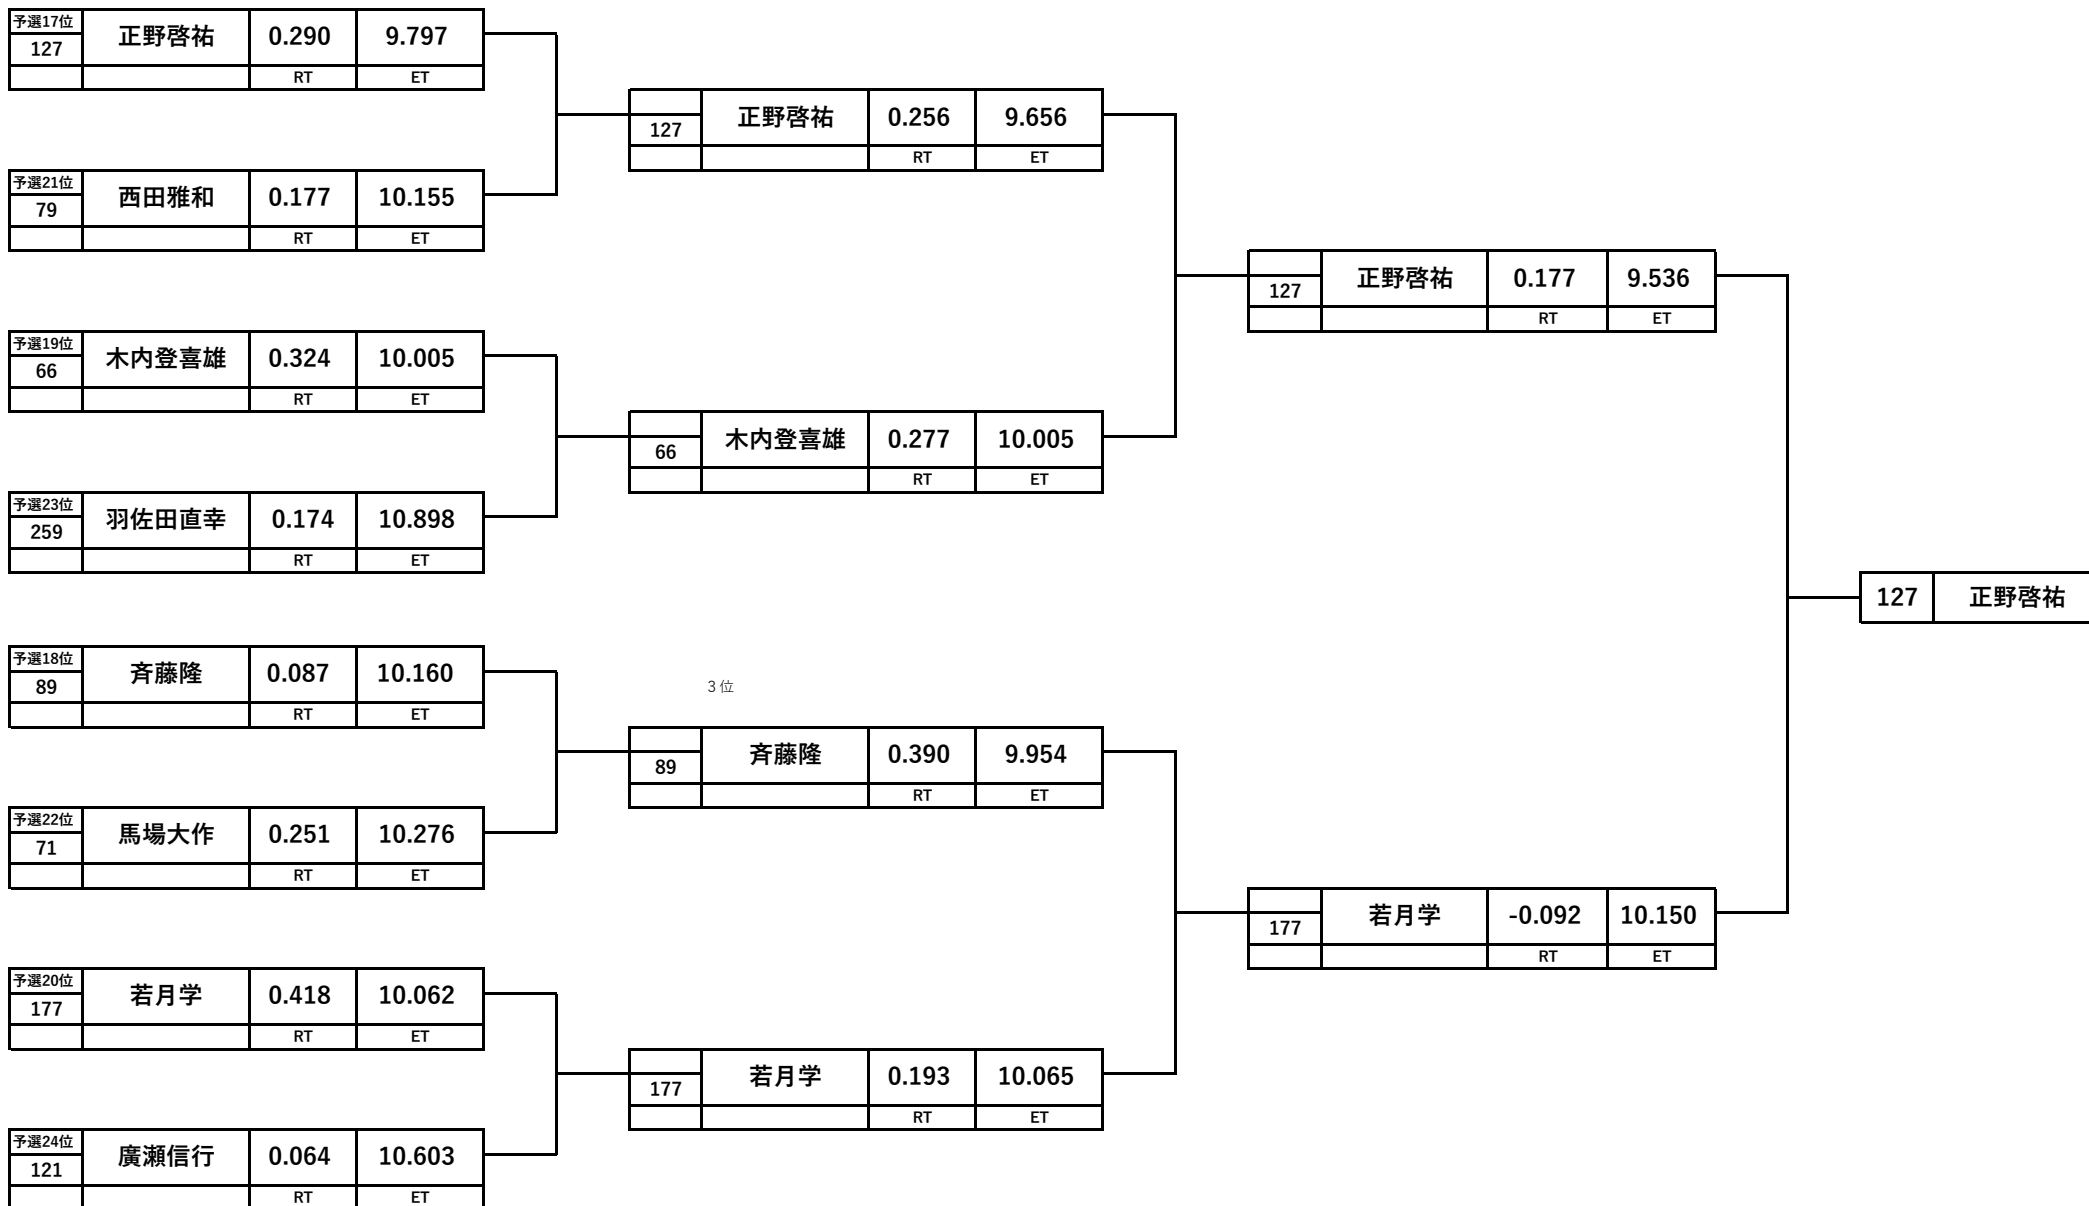 予選17位
127
正野啓祐
0.290
9.797
RT
ET
予選21位
79
西田雅和
0.177
10.155
RT
ET
予選19位
66
木内登喜雄
0.324
10.005
RT
ET
予選23位
259
羽佐田直幸
0.174
10.898
RT
ET
予選18位
89
斉藤隆
0.087
10.160
RT
ET
予選22位
71
馬場大作
0.251
10.276
RT
ET
予選20位
177
若月学
0.418
10.062
RT
ET
予選24位
121
廣瀬信行
0.064
10.603
RT
ET
127
正野啓祐
0.256
9.656
RT
ET
66
木内登喜雄
0.277
10.005
RT
ET
３位
89
斉藤隆
0.390
9.954
RT
ET
177
若月学
0.193
10.065
RT
ET
127
正野啓祐
0.177
9.536
RT
ET
177
若月学
-0.092
10.150
RT
ET
127
正野啓祐